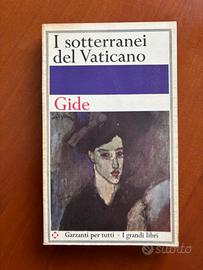 I sotterranei
del Vaticano
Gide
Garzanti per tutti · I grandi libri
subito